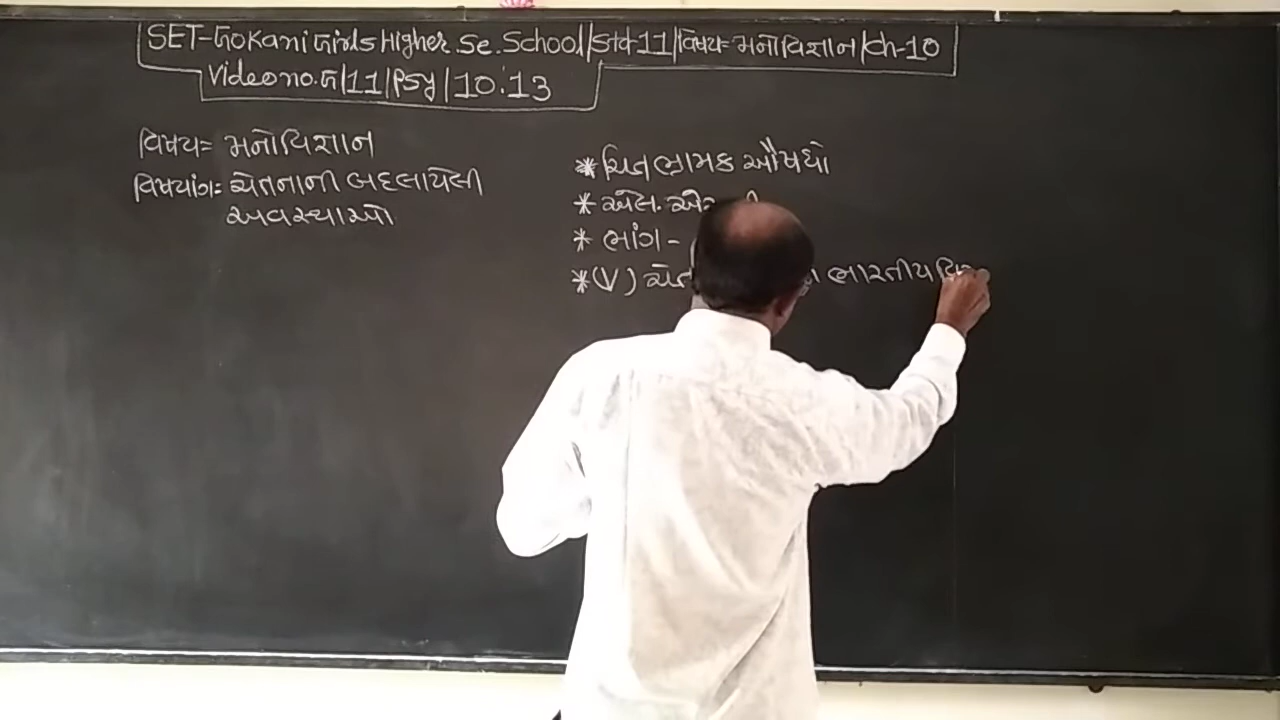 SET-Gokani Girls Higher.Se.School/Std-11/વિષય=મનોવિજ્ઞાન/Ch-10
Video no.G/11/Psy/10.13
વિષય= મનોવિજ્ઞાન
વિષયાંગ= ચેતનાની બદલાયેલી
અવસ્થાઓ
* ચિતભ્રામક ઔષધો
* એલ.
* ભાંગ -
* (V) ભારતીય